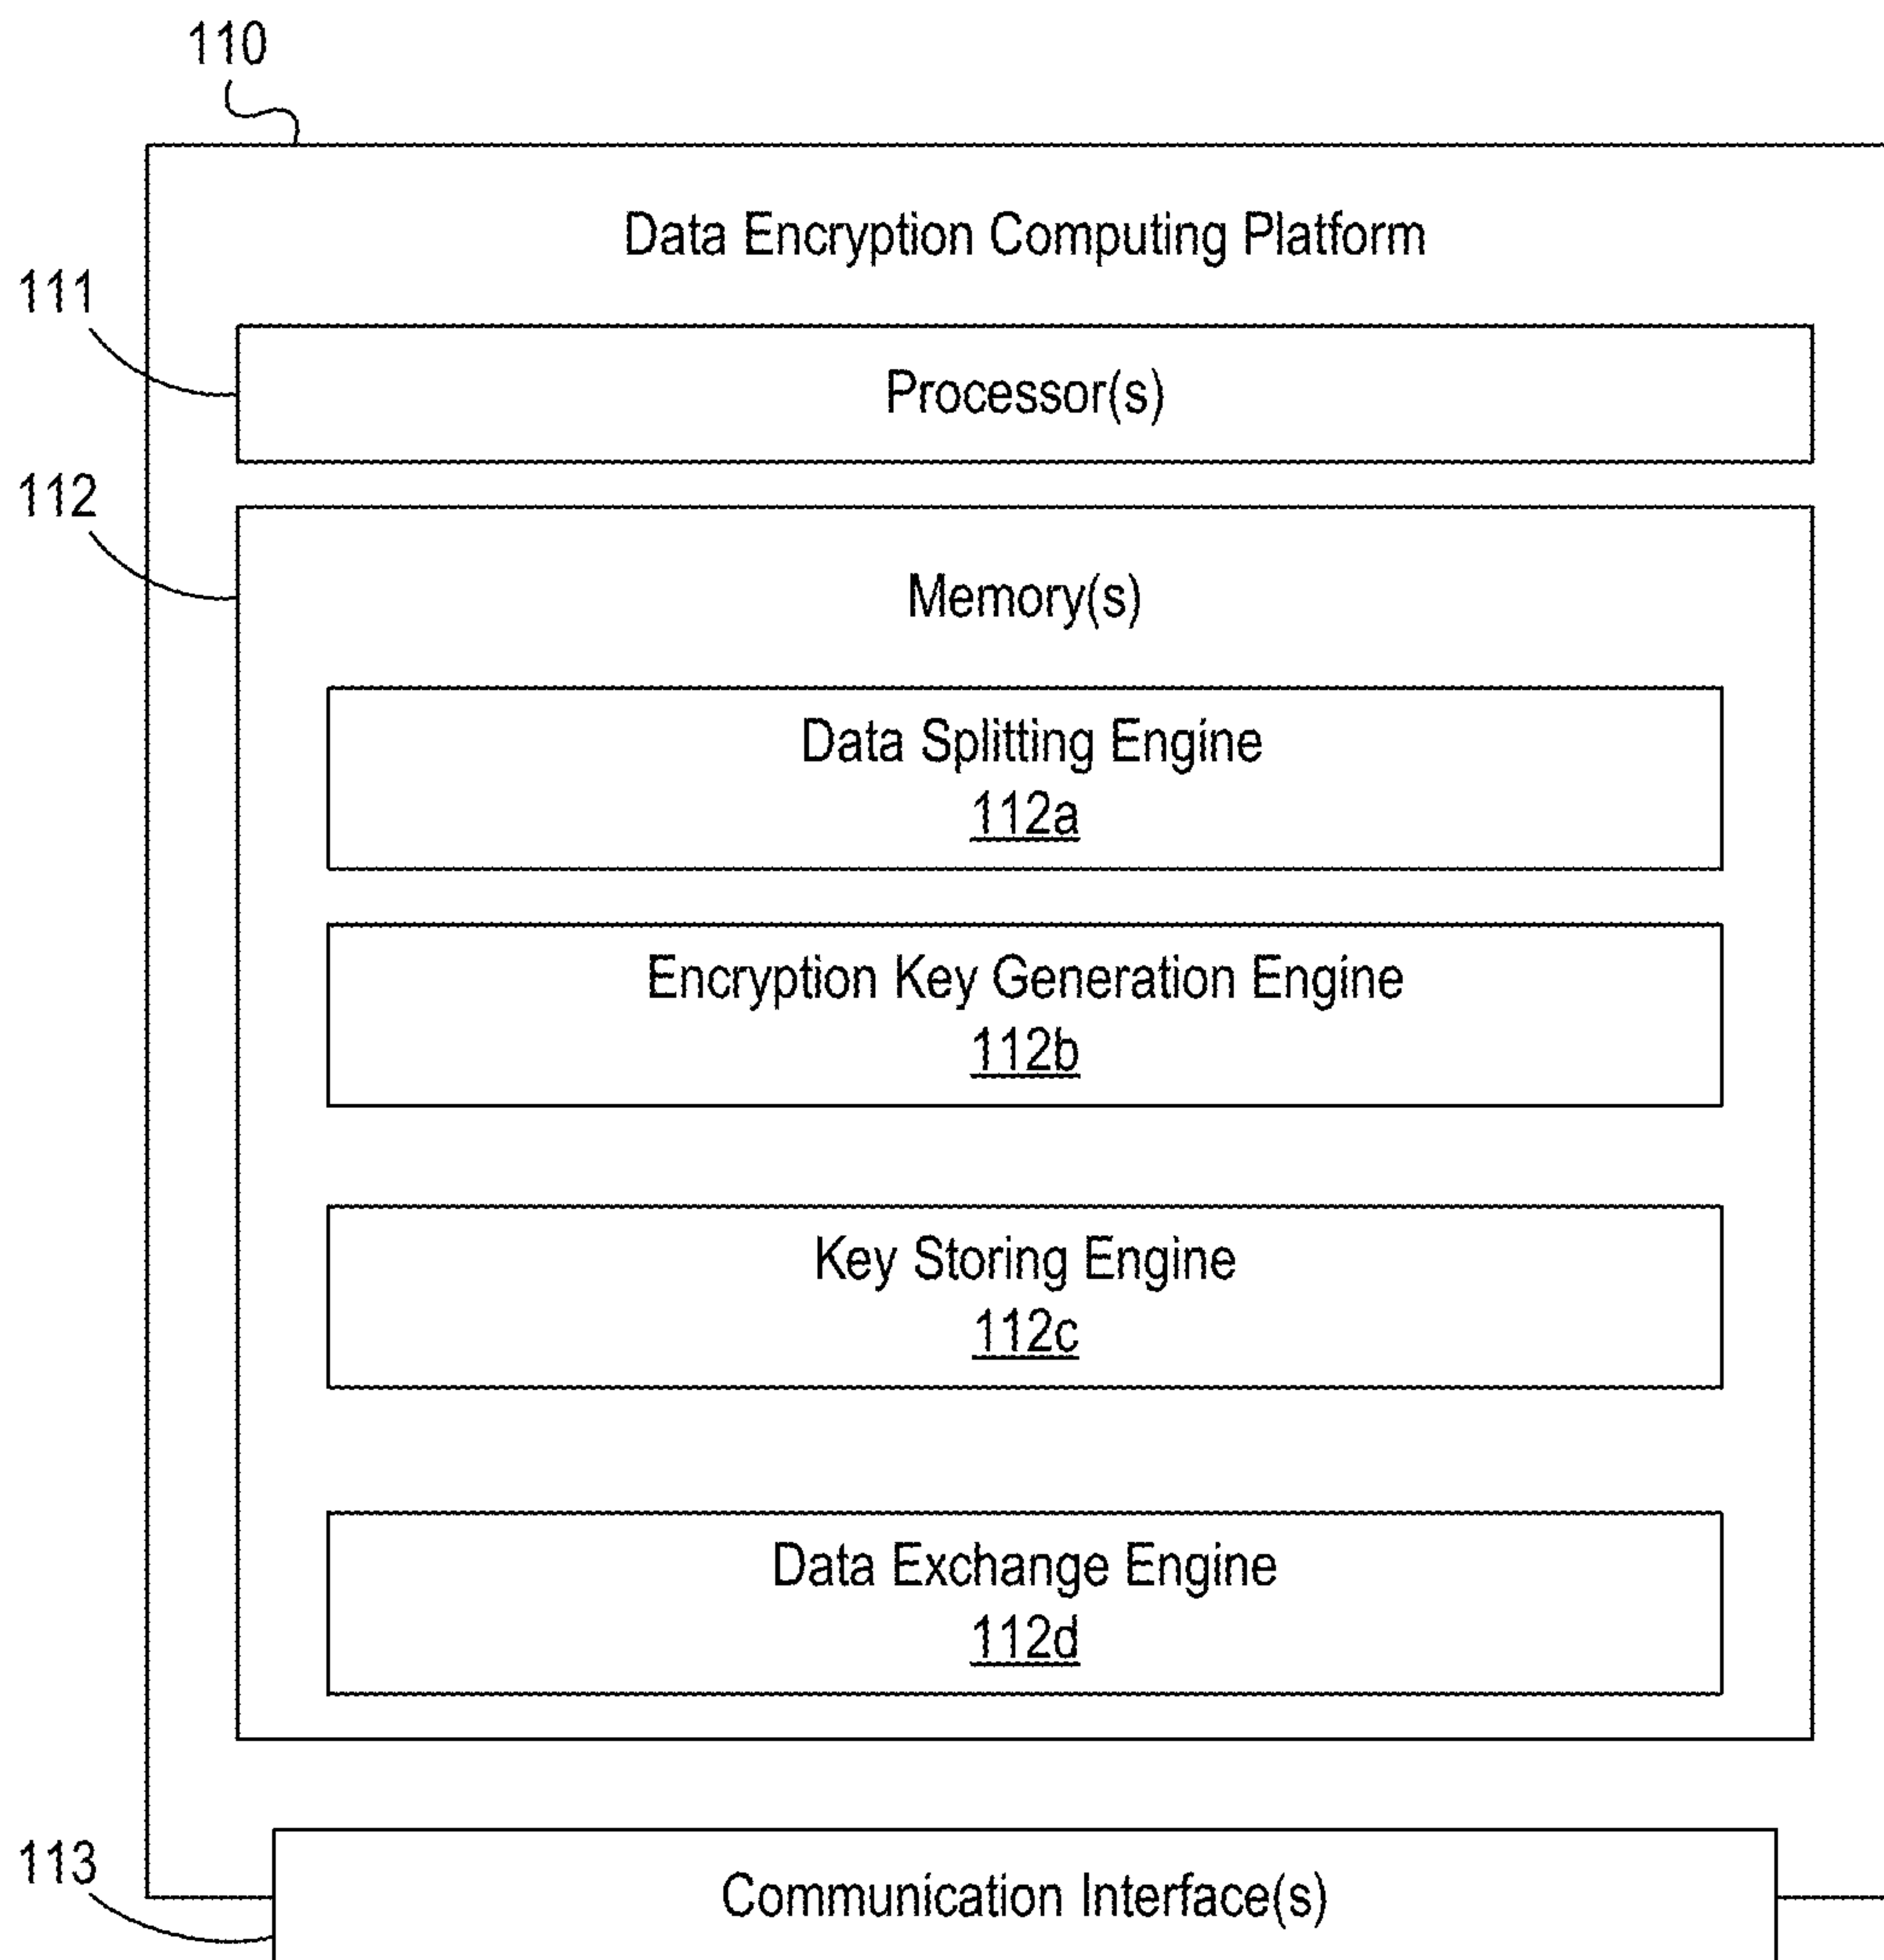 110
Data Encryption Computing Platform
111
Processor(s)
112
Memory(s)
Data Splitting Engine
112a
Encryption Key Generation Engine
112b
Key Storing Engine
112c
Data Exchange Engine
112d
113
Communication Interface(s)